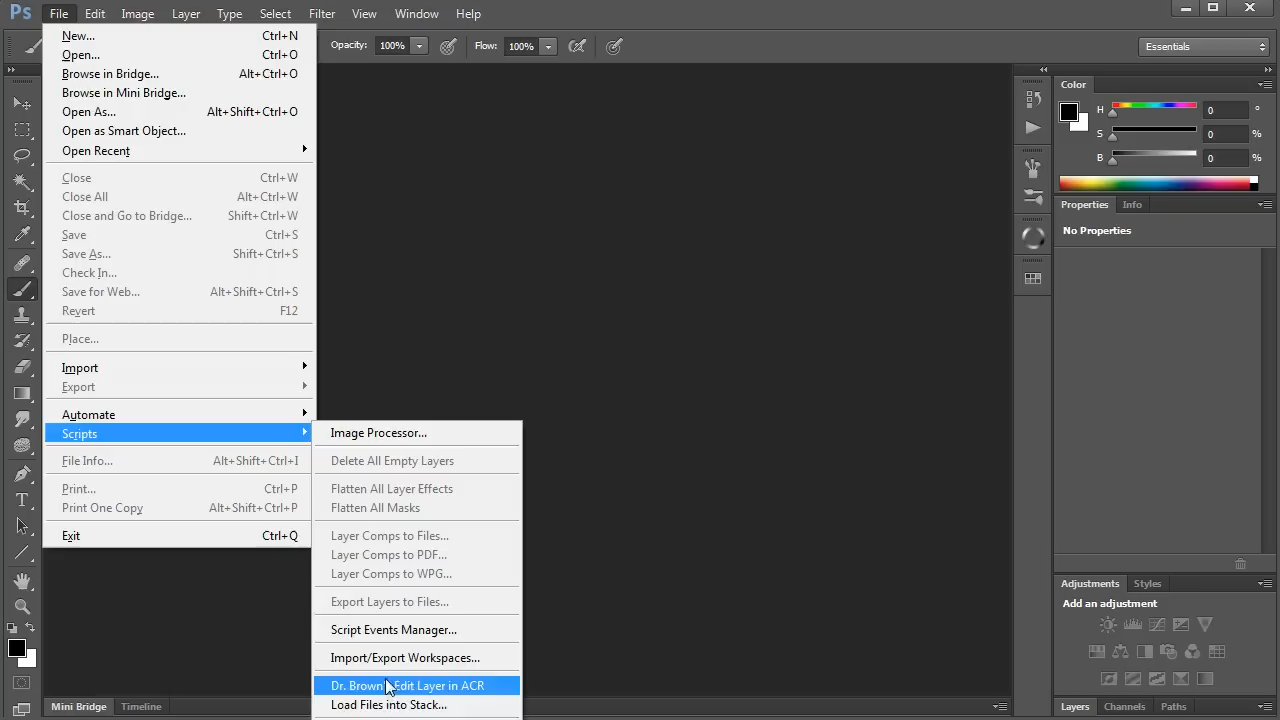 Ps File Edit Image Layer Type Select Filter View Window Help
Opacity: 100% Flow: 100% Essentials
New... Ctrl+N
Open... Ctrl+O
Browse in Bridge... Alt+Ctrl+O
Browse in Mini Bridge...
Open As... Alt+Shift+Ctrl+O
Open as Smart Object...
Open Recent
Close Ctrl+W
Close All Alt+Ctrl+W
Close and Go to Bridge... Shift+Ctrl+W
Save Ctrl+S
Save As... Shift+Ctrl+S
Check In...
Save for Web... Alt+Shift+Ctrl+S
Revert F12
Place...
Import
Export
Automate
Scripts
File Info... Alt+Shift+Ctrl+I
Print... Ctrl+P
Print One Copy Alt+Shift+Ctrl+P
Exit Ctrl+Q
Image Processor...
Delete All Empty Layers
Flatten All Layer Effects
Flatten All Masks
Layer Comps to Files...
Layer Comps to PDF...
Layer Comps to WPG...
Export Layers to Files...
Script Events Manager...
Import/Export Workspaces...
Dr. Brown Edit Layer in ACR
Load Files into Stack...
Color
H 0 °
S 0 %
B 0 %
Properties Info
No Properties
Adjustments Styles
Add an adjustment
Layers Channels Paths
Mini Bridge Timeline